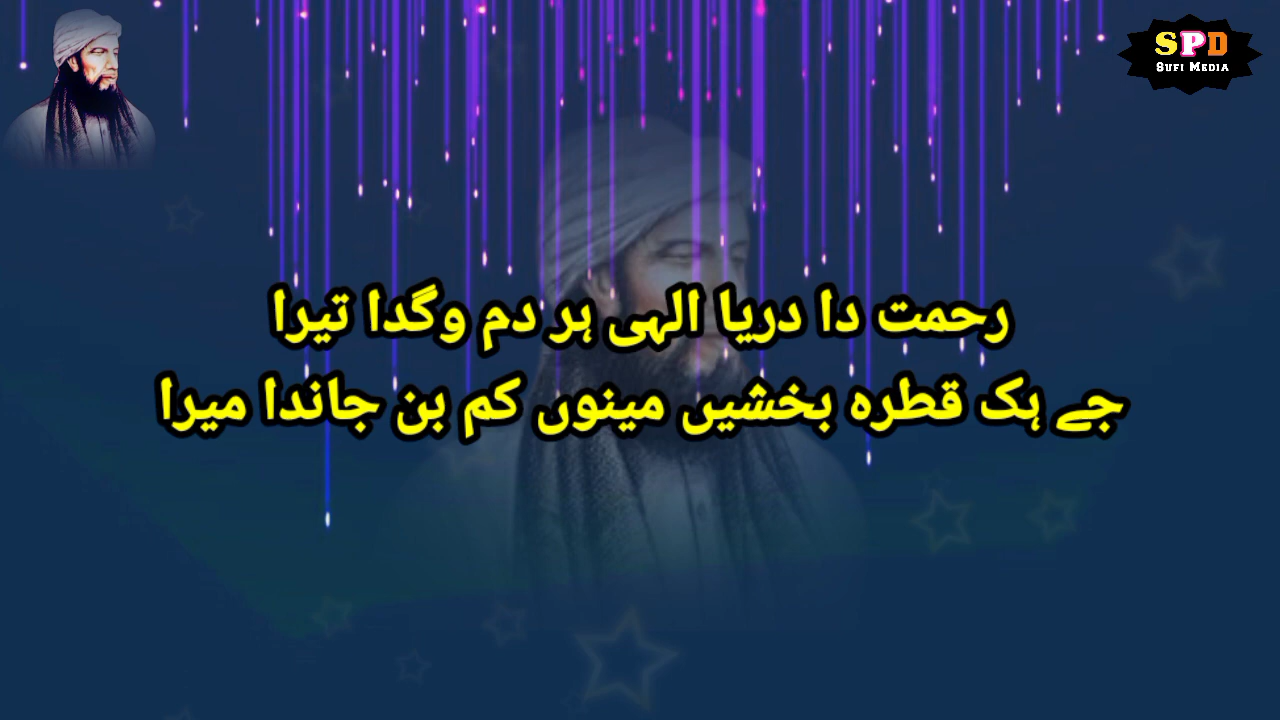 SPD
SUFI MEDIA
رحمت دا دریا الہی ہر دم وگدا تیرا
جے ہک قطرہ بخشیں مینوں کم بن جاندا میرا